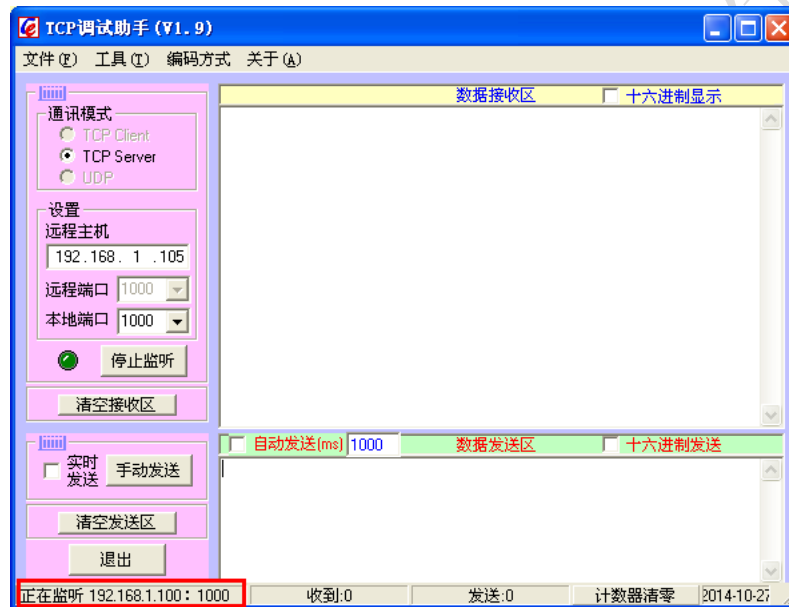 TCP调试助手(V1.9)
文件(F) 工具(T) 编码方式 关于(A)
通讯模式
TCP Client
TCP Server
UDP
设置
远程主机
192.168. 1 .105
远程端口 1000
本地端口 1000
停止监听
清空接收区
数据接收区 十六进制显示
实时发送 手动发送
清空发送区
退出
自动发送(ms) 1000 数据发送区 十六进制发送
正在监听 192.168.1.100:1000 收到:0 发送:0 计数器清零 2014-10-27